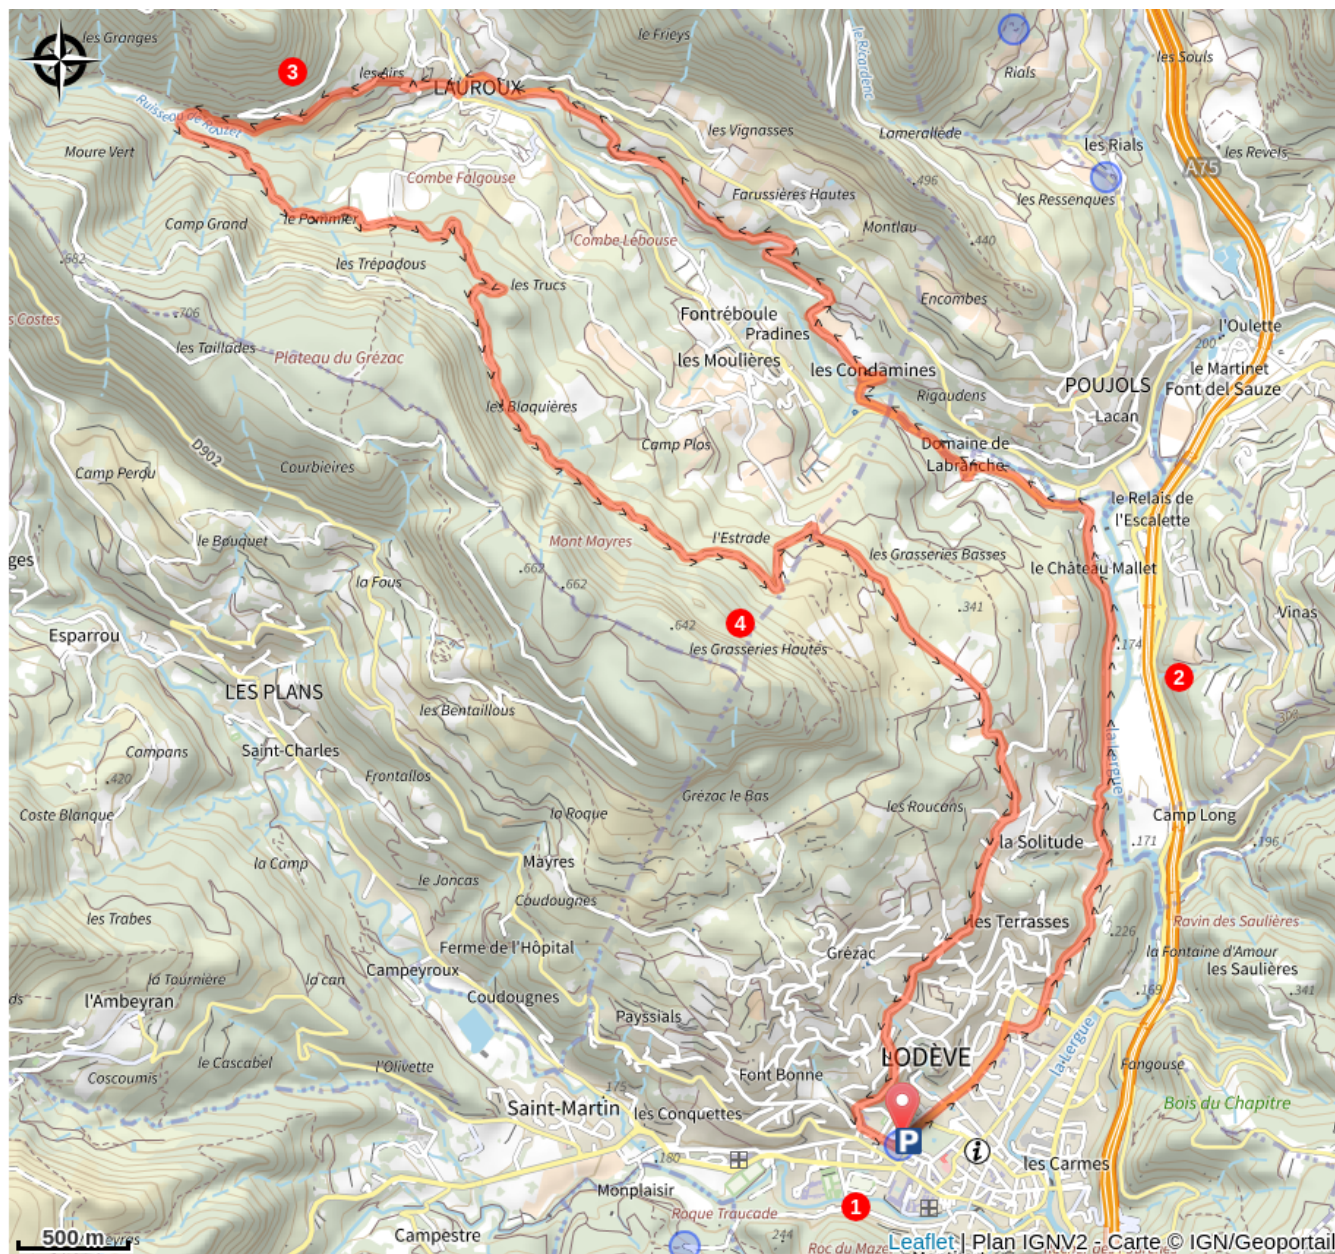 les Granges
le Frieys
le Ricardenc
les Souls
Rials
3
les Airs
LAUROUX
Ruisseau de Rouzet
les Vignasses
Lamerallède
les Rials
les Revels
A75
Moure Vert
Combe Falgouse
496
Farussières Hautes
les Ressenques
Camp Grand
le Pommier
Montlau
440
682
les Trépadous
Combe Lebouse
les Trucs
Encombes
s Costes
706
Fontréboule
Pradines
l'Oulette
200
les Taillades
Plateau du Grézac
les Moulières
les Condamines
le Martinet
POUJOLS
Font del Sauze
Rigaudens
les Blaquières
Lacan
D902
Camp Plos
Domaine de
Labranche
Camp Perdu
Courbieires
le Relais de
l'Escalette
le Bouquet
Mont Mayres
l'Estrade
les Grasseries Basses
ges
la Fous
662
662
le Château Mallet
341
Vinas
Esparrou
642
4
les Grasseries Hautes
174
2
LES PLANS
les Bentaillous
304
Saint-Charles
la Lergue
Campans
420
Frontallos
Grézac le Bas
les Roucans
Coste Blanque
la Roque
Camp Long
la Solitude
171
196
la Camp
Mayres
le Joncas
Coudougnes
les Trabes
les Terrasses
226
Ravin des Saulières
Ferme de l'Hôpital
Grézac
la Fontaine d'Amour
les Saulières
Campeyroux
la Tournière
la can
ds
l'Ambeyran
Coudougnes
169
341
Payssials
le Cascabel
l'Olivette
LODÈVE
la Lergue
Coscoumis
Font Bonne
Fangouse
175
Saint-Martin
les Conquettes
Bois du Chapitre
P
i
180
les Carmes
Monplaisir
1
Roque Traucade
244
Campestre
500 m
Roc du Maze
Leaflet | Plan IGNV2 - Carte © IGN/Geoportail